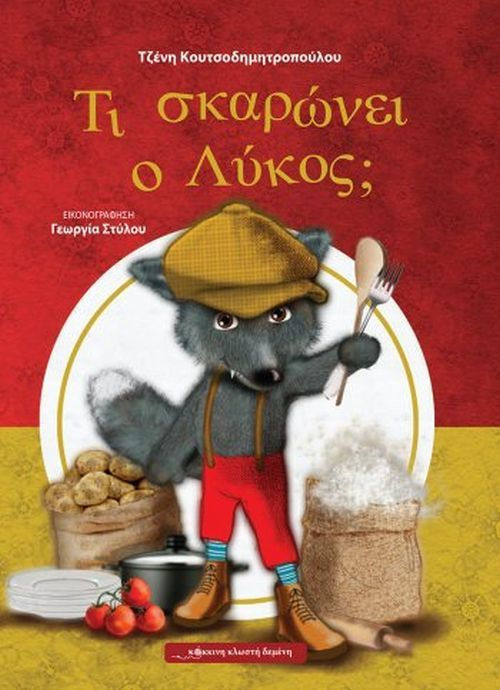 Τζένη Κουτσοδημητροπούλου
Τι σκαρώνει
ο Λύκος;
ΕΙΚΟΝΟΓΡΑΦΗΣΗ
Γεωργία Στύλου
κόκκινη κλωστή δεμένη